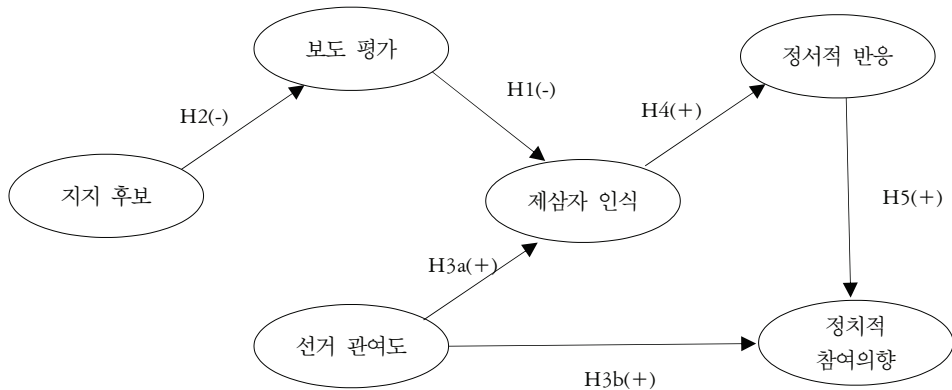 보도 평가
정서적 반응
H2(-)
H1(-)
H4(+)
지지 후보
제삼자 인식
H5(+)
H3a(+)
선거 관여도
정치적
참여의향
H3b(+)